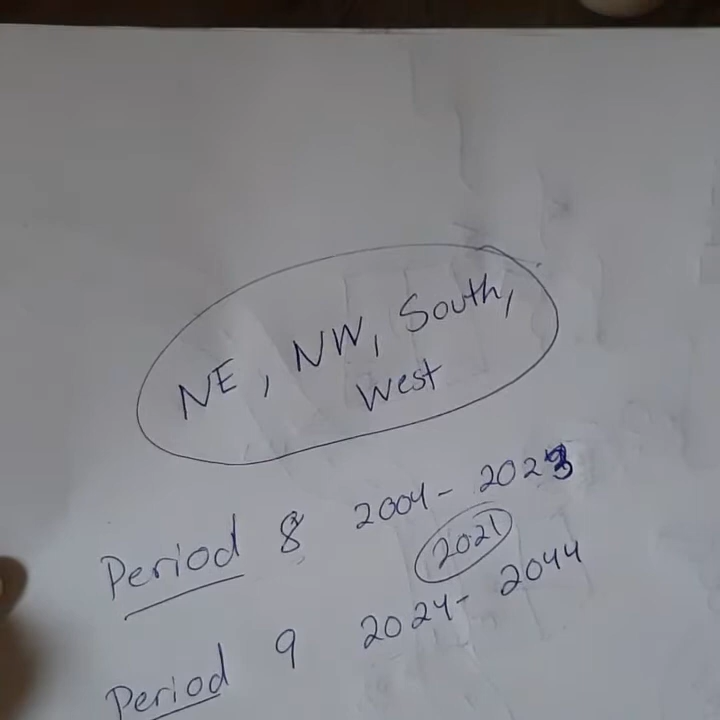 NE, NW, South,
West
Period 8 2004- 2023
2021
Period 9 2024- 2044